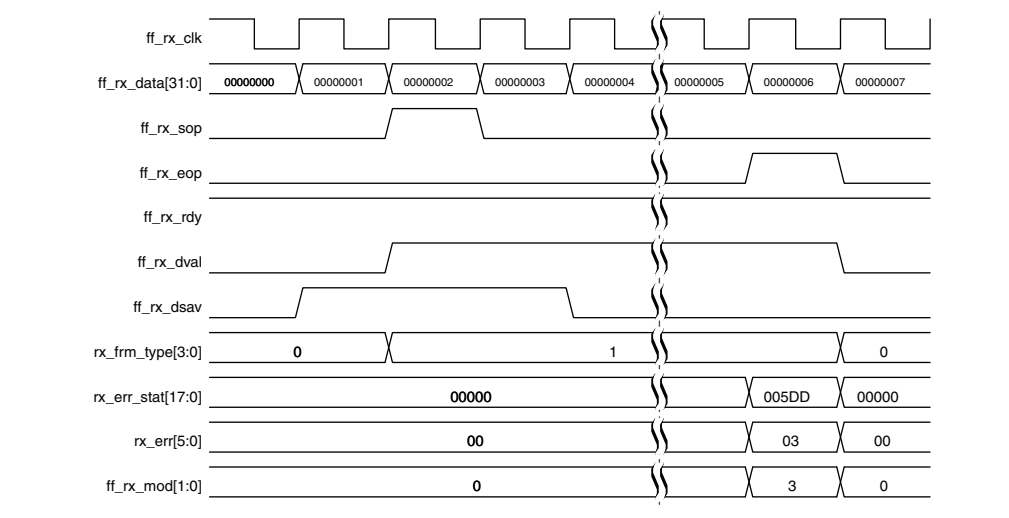 ff_rx_clk
ff_rx_data[31:0] 00000000 00000001 00000002 00000003 00000004 00000005 00000006 00000007
ff_rx_sop
ff_rx_eop
ff_rx_rdy
ff_rx_dval
ff_rx_dsav
rx_frm_type[3:0] 0 1 0
rx_err_stat[17:0] 00000 005DD 00000
rx_err[5:0] 00 03 00
ff_rx_mod[1:0] 0 3 0